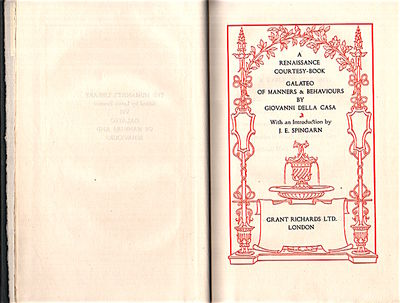 A
RENAISSANCE
COURTESY-BOOK
GALATEO
OF MANNERS & BEHAVIOURS
BY
GIOVANNI DELLA CASA
With an Introduction by
J. E. SPINGARN
GRANT RICHARDS LTD.
LONDON